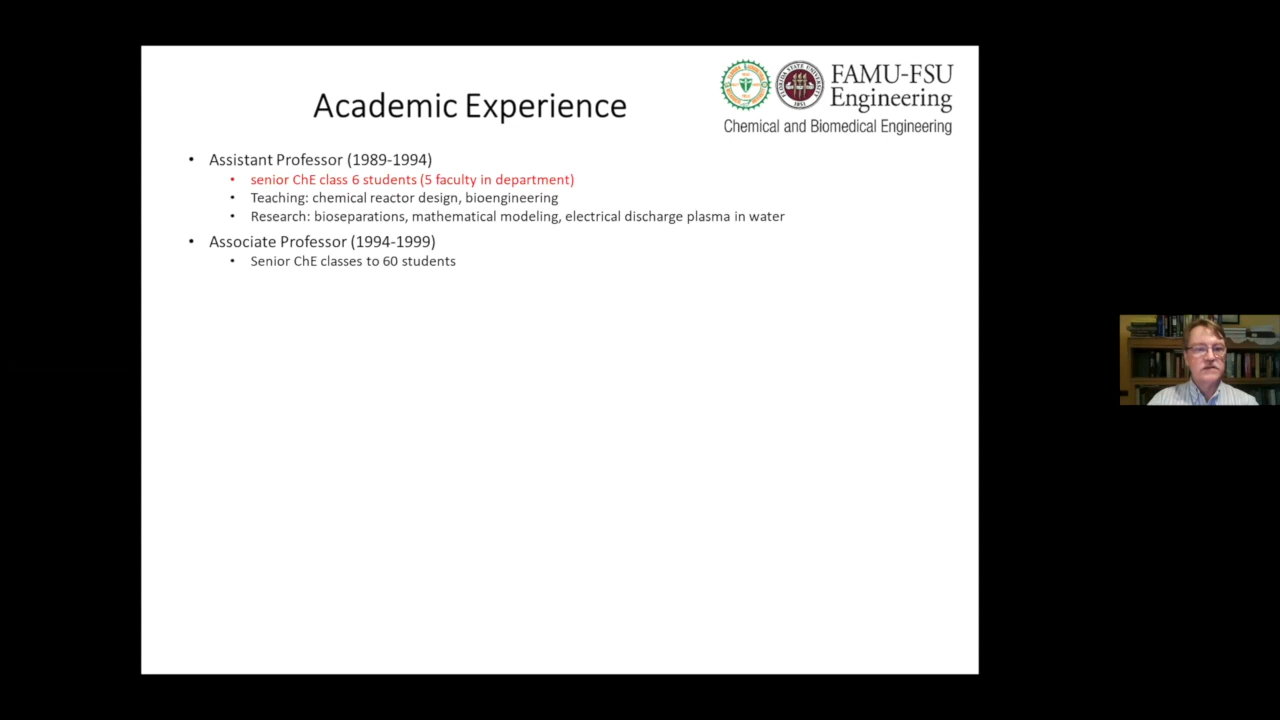 Academic Experience
FAMU-FSU
Engineering
Chemical and Biomedical Engineering
• Assistant Professor (1989-1994)
• senior ChE class 6 students (5 faculty in department)
• Teaching: chemical reactor design, bioengineering
• Research: bioseparations, mathematical modeling, electrical discharge plasma in water
• Associate Professor (1994-1999)
• Senior ChE classes to 60 students